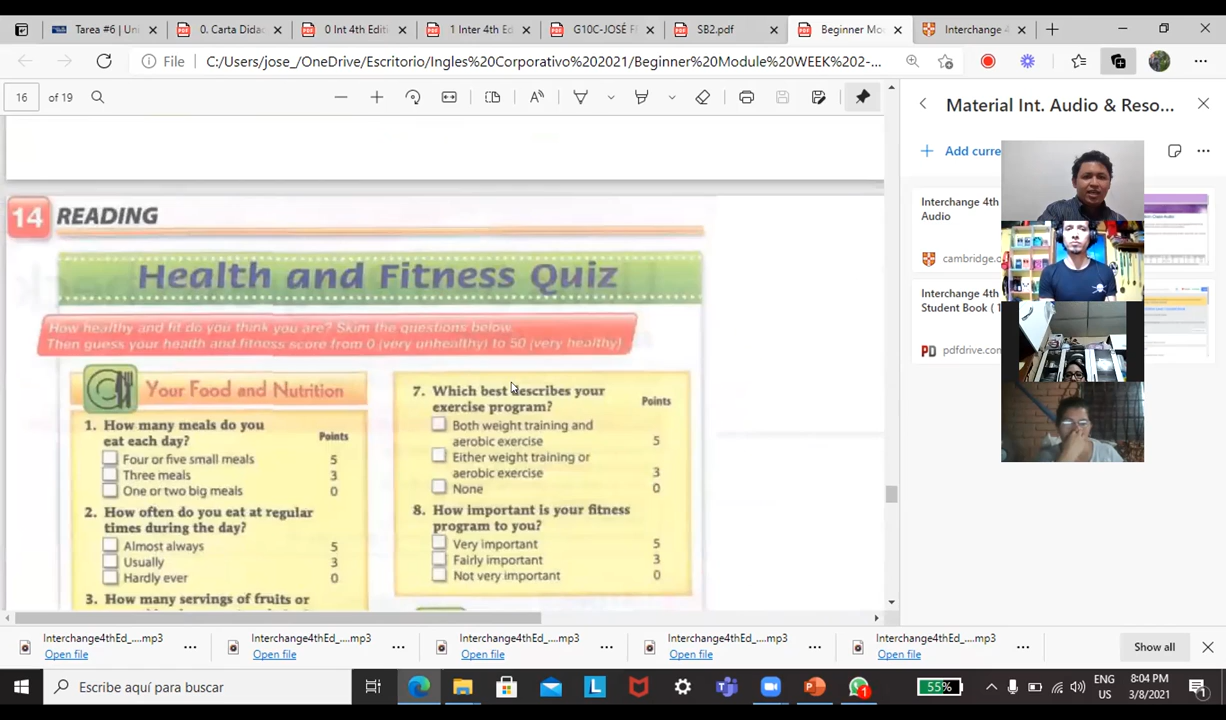 Tarea #6 | Uni
0. Carta Didac
0 Int 4th Editi
1 Inter 4th Ed
G10C-JOSÉ F
SB2.pdf
Beginner Mo
Interchange 4t
File
C:/Users/jose_/OneDrive/Escritorio/Ingles%20Corporativo%202021/Beginner%20Module%20WEEK%202-...
16 of 19
Material Int. Audio & Reso...
Add curre
Interchange 4th
Audio
cambridge.c
Interchange 4th
Student Book ( 1
pdfdrive.com
14 READING
Health and Fitness Quiz
How healthy and fit do you think you are? Skim the questions below.
Then guess your health and fitness score from 0 (very unhealthy) to 50 (very healthy)
Your Food and Nutrition
1. How many meals do you
eat each day? Points
Four or five small meals 5
Three meals 3
One or two big meals 0
2. How often do you eat at regular
times during the day?
Almost always 5
Usually 3
Hardly ever 0
3. How many servings of fruits or
7. Which best describes your
exercise program? Points
Both weight training and
aerobic exercise 5
Either weight training or
aerobic exercise 3
None 0
8. How important is your fitness
program to you?
Very important 5
Fairly important 3
Not very important 0
Interchange4thEd_....mp3
Open file
Interchange4thEd_....mp3
Open file
Interchange4thEd_....mp3
Open file
Interchange4thEd_....mp3
Open file
Interchange4thEd_....mp3
Open file
Show all
Escribe aquí para buscar
55%
ENG
US
8:04 PM
3/8/2021